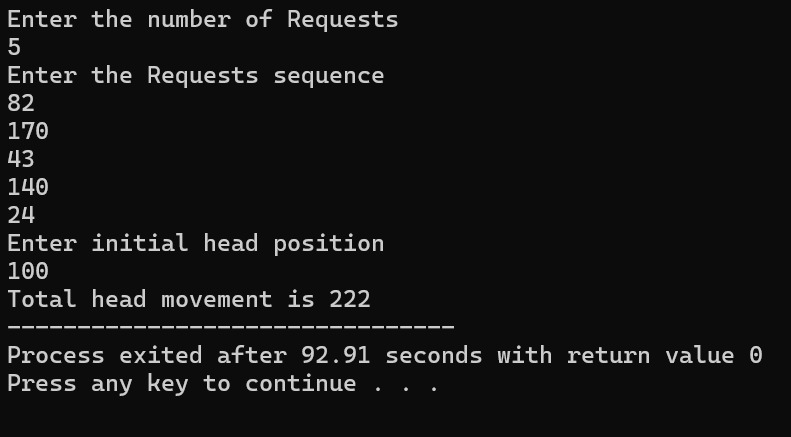 Enter the number of Requests
5
Enter the Requests sequence
82
170
43
140
24
Enter initial head position
100
Total head movement is 222
--------------------------------
Process exited after 92.91 seconds with return value 0
Press any key to continue . . .